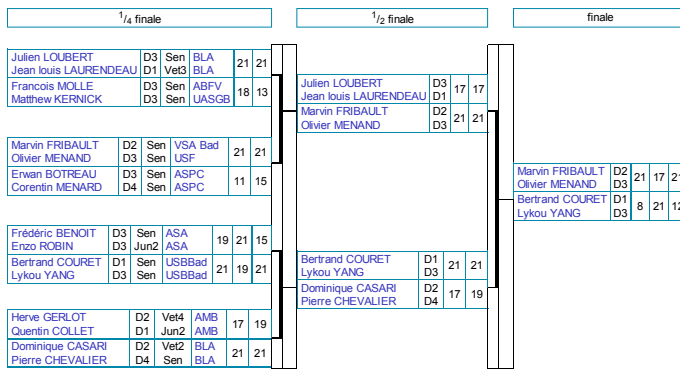 1/4 finale
1/2 finale
finale
Julien LOUBERT D3 Sen BLA 21 21
Jean louis LAURENDEAU D1 Vet3 BLA
Francois MOLLE D3 Sen ABFV 18 13
Matthew KERNICK D3 Sen UASGB
Marvin FRIBAULT D2 Sen VSA Bad 21 21
Olivier MENAND D3 Sen USF
Erwan BOTREAU D3 Sen ASPC 11 15
Corentin MENARD D4 Sen ASPC
Frédéric BENOIT D3 Sen ASA 19 21 15
Enzo ROBIN D3 Jun2 ASA
Bertrand COURET D1 Sen USBBad 21 19 21
Lykou YANG D3 Sen USBBad
Herve GERLOT D2 Vet4 AMB 17 19
Quentin COLLET D1 Jun2 AMB
Dominique CASARI D2 Vet2 BLA 21 21
Pierre CHEVALIER D4 Sen BLA
Julien LOUBERT D3 17 17
Jean louis LAURENDEAU D1
Marvin FRIBAULT D2 21 21
Olivier MENAND D3
Bertrand COURET D1 21 21
Lykou YANG D3
Dominique CASARI D2 17 19
Pierre CHEVALIER D4
Marvin FRIBAULT D2 21 17 21
Olivier MENAND D3
Bertrand COURET D1 8 21 12
Lykou YANG D3